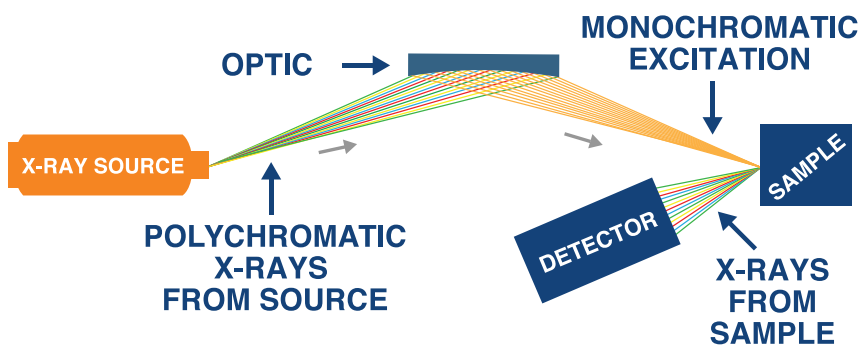 OPTIC
MONOCHROMATIC
EXCITATION
X-RAY SOURCE
SAMPLE
POLYCHROMATIC
X-RAYS
FROM SOURCE
DETECTOR
X-RAYS
FROM
SAMPLE